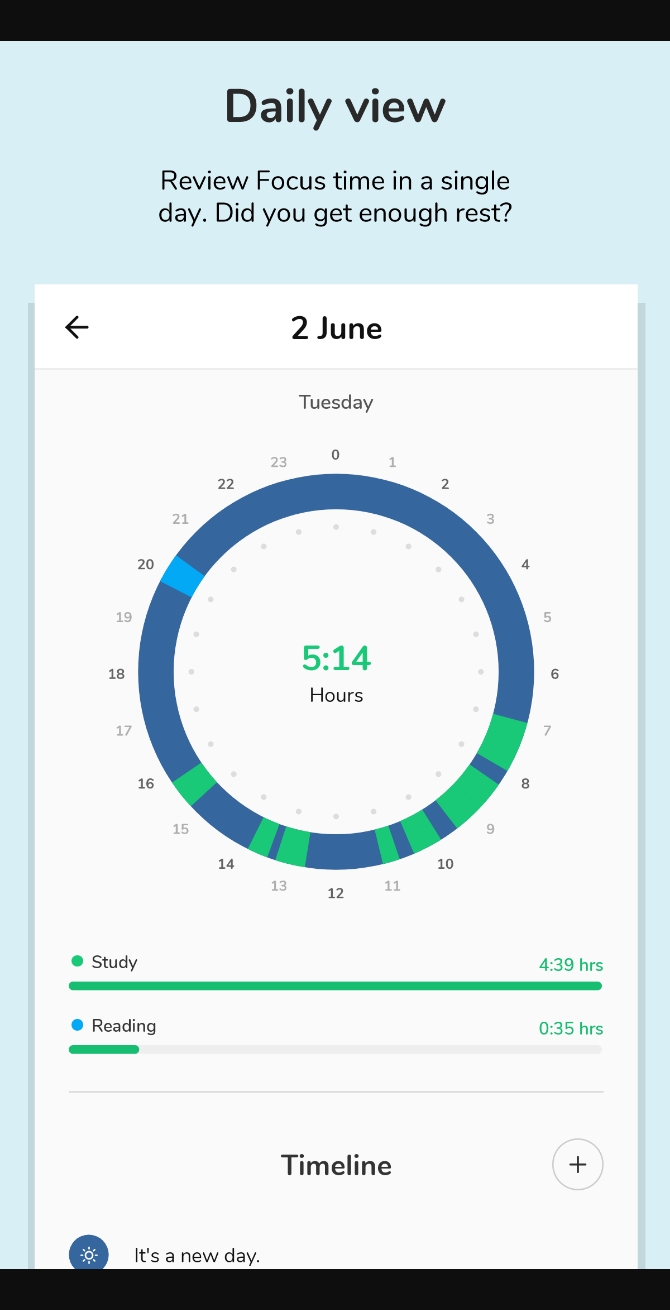 Daily view
Review Focus time in a single
day. Did you get enough rest?
2 June
Tuesday
0
1
2
3
4
5
6
7
8
9
10
11
12
13
14
15
16
17
18
19
20
21
22
23
5:14
Hours
Study 4:39 hrs
Reading 0:35 hrs
Timeline
It's a new day.